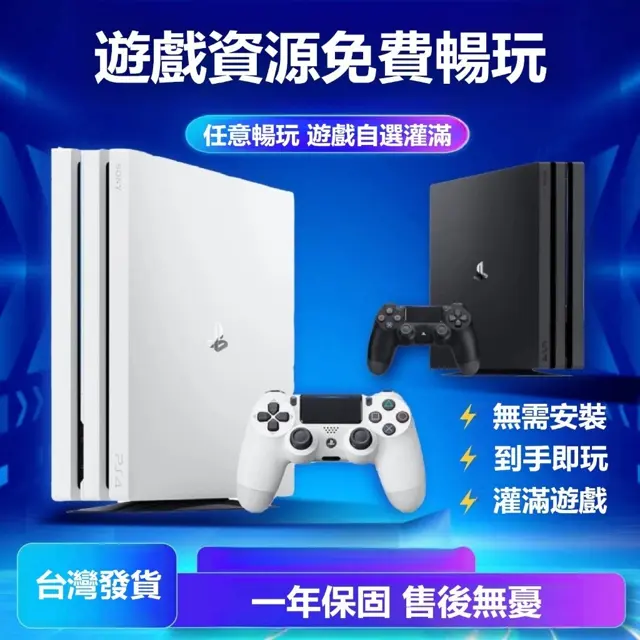 遊戲資源免費暢玩
任意暢玩 遊戲自選灌滿
SONY
PS4
無需安裝
到手即玩
灌滿遊戲
台灣發貨
一年保固 售後無憂